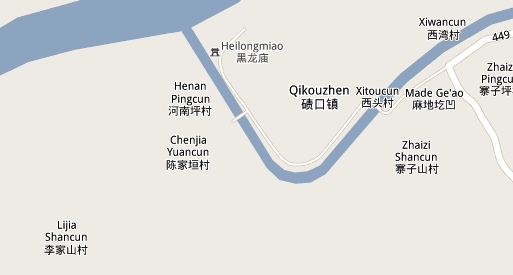 Xiwancun
西湾村
449
Heilongmiao
黑龙庙
Zhaiz
Pingcu
寨子坪
Henan
Pingcun
河南坪村
Qikouzhen
碛口镇
Xitoucun
西头村
Made Ge'ao
麻地圪凹
Chenjia
Yuancun
陈家垣村
Zhaizi
Shancun
寨子山村
Lijia
Shancun
李家山村